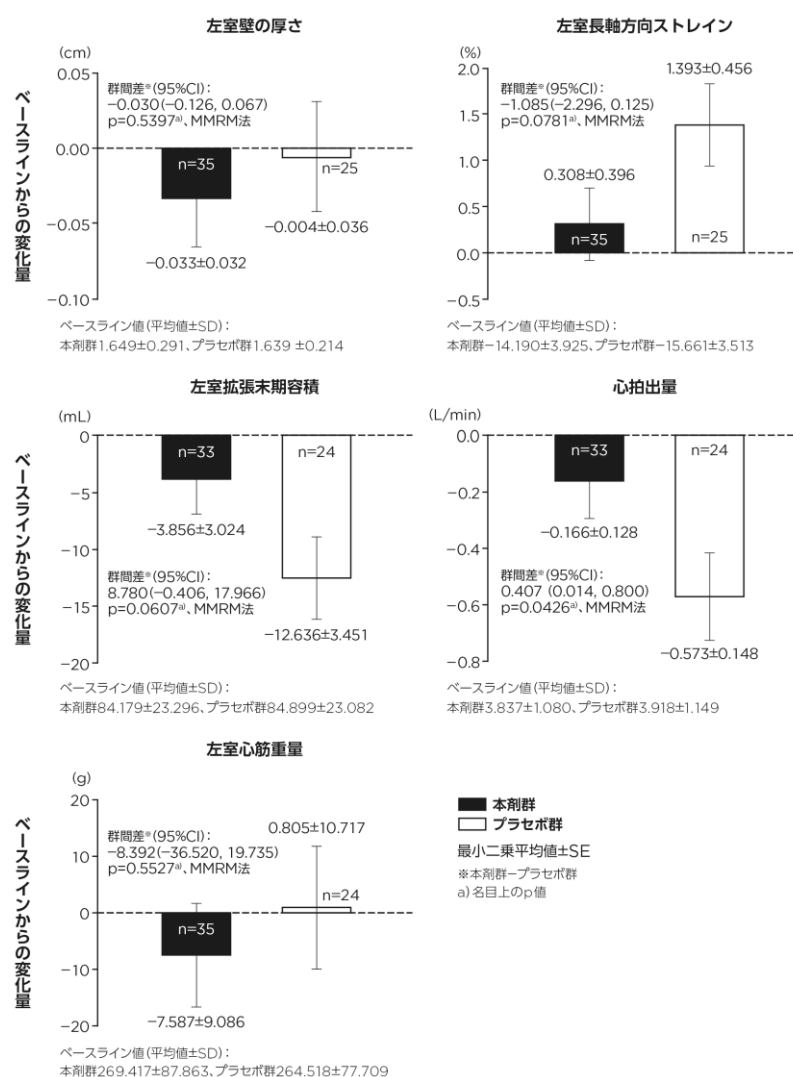 左室壁の厚さ
(cm)
0.05
0.00
−0.05
−0.10
ベースラインからの変化量
群間差※(95%CI)：
−0.030(−0.126, 0.067)
p=0.5397a)、MMRM法
n=35
n=25
−0.004±0.036
−0.033±0.032
ベースライン値(平均値±SD)：
本剤群1.649±0.291、プラセボ群1.639 ±0.214
左室長軸方向ストレイン
(%)
2.0
1.5
1.0
0.5
0.0
−0.5
1.393±0.456
群間差※(95%CI)：
−1.085(−2.296, 0.125)
p=0.0781a)、MMRM法
0.308±0.396
n=35
n=25
ベースライン値(平均値±SD)：
本剤群−14.190±3.925、プラセボ群−15.661±3.513
左室拡張末期容積
(mL)
0
−5
−10
−15
−20
ベースラインからの変化量
n=33
n=24
−3.856±3.024
群間差※(95%CI)：
8.780(−0.406, 17.966)
p=0.0607a)、MMRM法
−12.636±3.451
ベースライン値(平均値±SD)：
本剤群84.179±23.296、プラセボ群84.899±23.082
心拍出量
(L/min)
0.0
−0.2
−0.4
−0.6
−0.8
n=33
n=24
−0.166±0.128
群間差※(95%CI)：
0.407 (0.014, 0.800)
p=0.0426a)、MMRM法
−0.573±0.148
ベースライン値(平均値±SD)：
本剤群3.837±1.080、プラセボ群3.918±1.149
左室心筋重量
(g)
20
10
0
−10
−20
ベースラインからの変化量
0.805±10.717
群間差※(95%CI)：
−8.392(−36.520, 19.735)
p=0.5527a)、MMRM法
n=24
n=35
−7.587±9.086
ベースライン値(平均値±SD)：
本剤群269.417±87.863、プラセボ群264.518±77.709
本剤群
プラセボ群
最小二乗平均値±SE
※本剤群−プラセボ群
a)名目上のp値